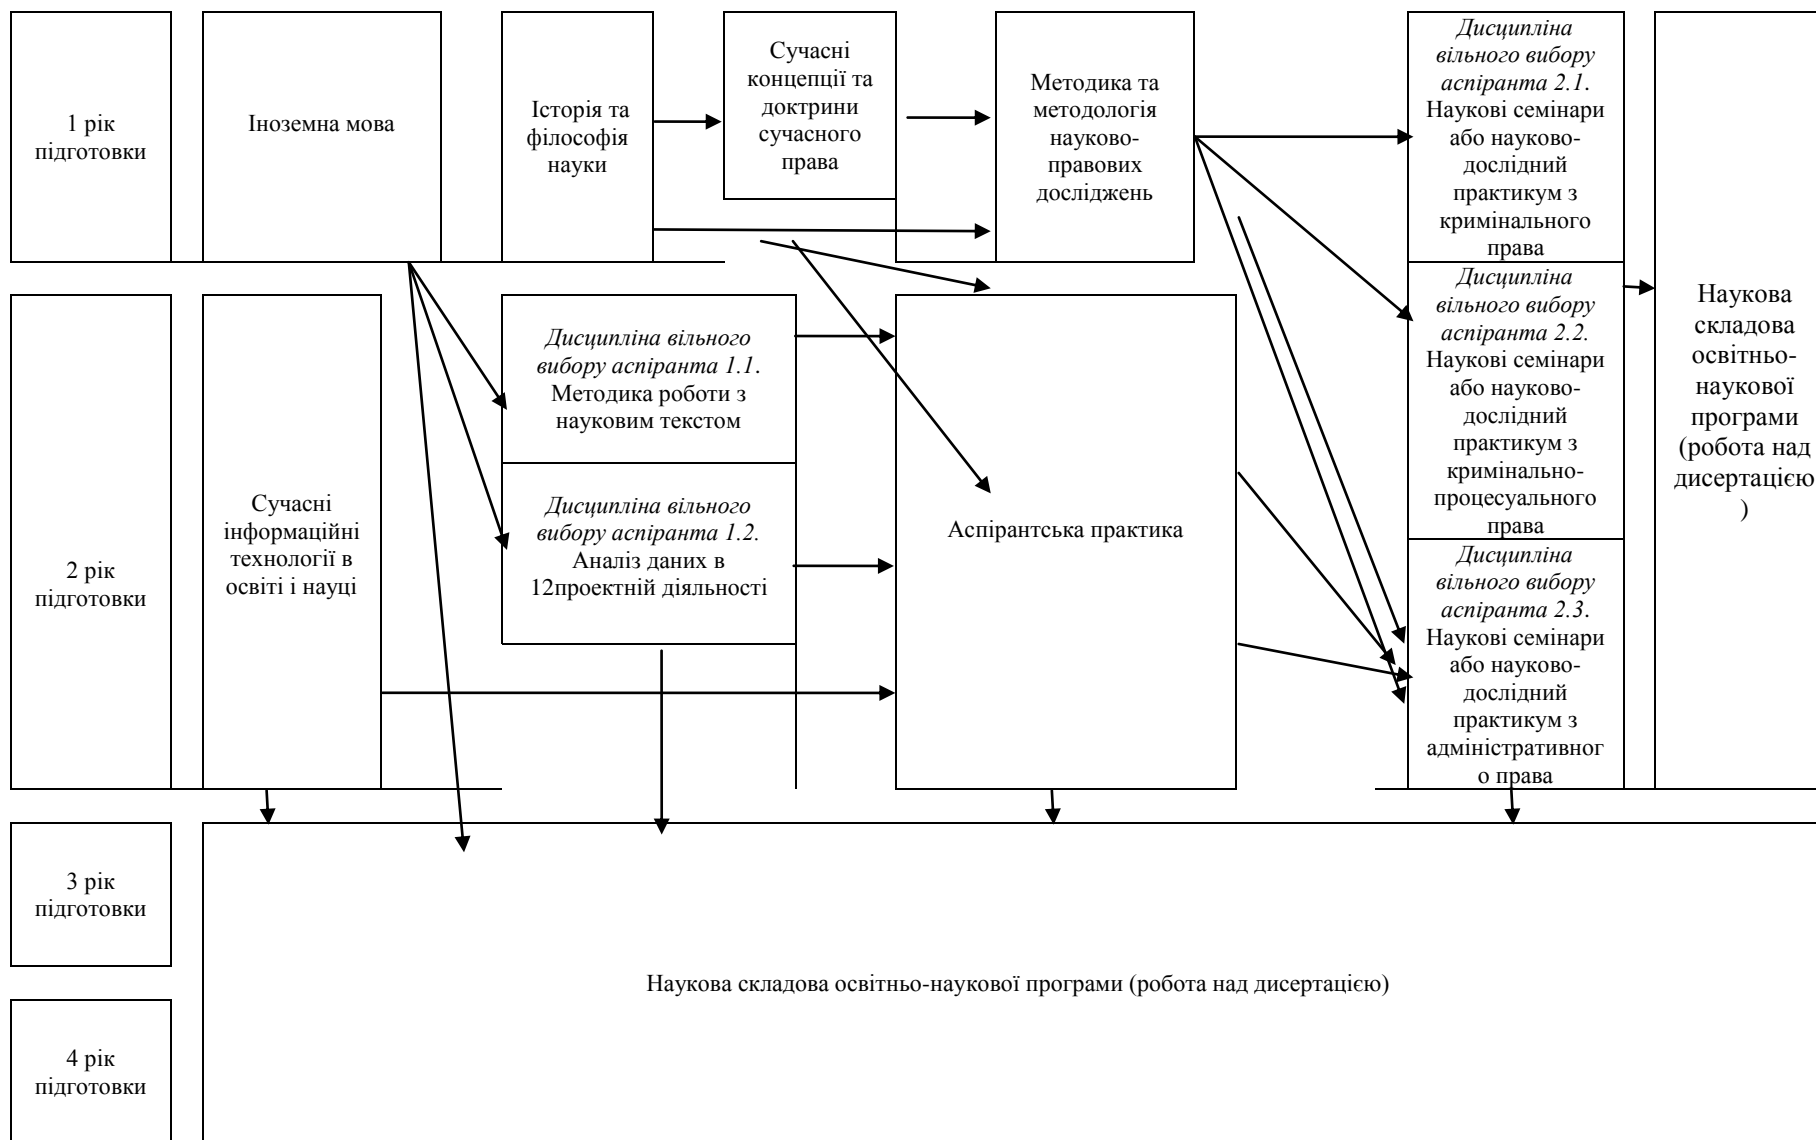 1 рік
підготовки
Іноземна мова
Історія та
філософія
науки
Сучасні
концепції та
доктрини
сучасного
права
Методика та
методологія
науково-
правових
досліджень
Дисципліна
вільного вибору
аспіранта 2.1.
Наукові семінари
або науково-
дослідний
практикум з
кримінального
права
Дисципліна
вільного вибору
аспіранта 2.2.
Наукові семінари
або науково-
дослідний
практикум з
кримінально-
процесуального
права
Дисципліна
вільного вибору
аспіранта 2.3.
Наукові семінари
або науково-
дослідний
практикум з
адміністративног
о права
Наукова
складова
освітньо-
наукової
програми
(робота над
дисертацією
)
2 рік
підготовки
Сучасні
інформаційні
технології в
освіті і науці
Дисципліна вільного
вибору аспіранта 1.1.
Методика роботи з
науковим текстом
Дисципліна вільного
вибору аспіранта 1.2.
Аналіз даних в
12проектній діяльності
Аспірантська практика
3 рік
підготовки
Наукова складова освітньо-наукової програми (робота над дисертацією)
4 рік
підготовки